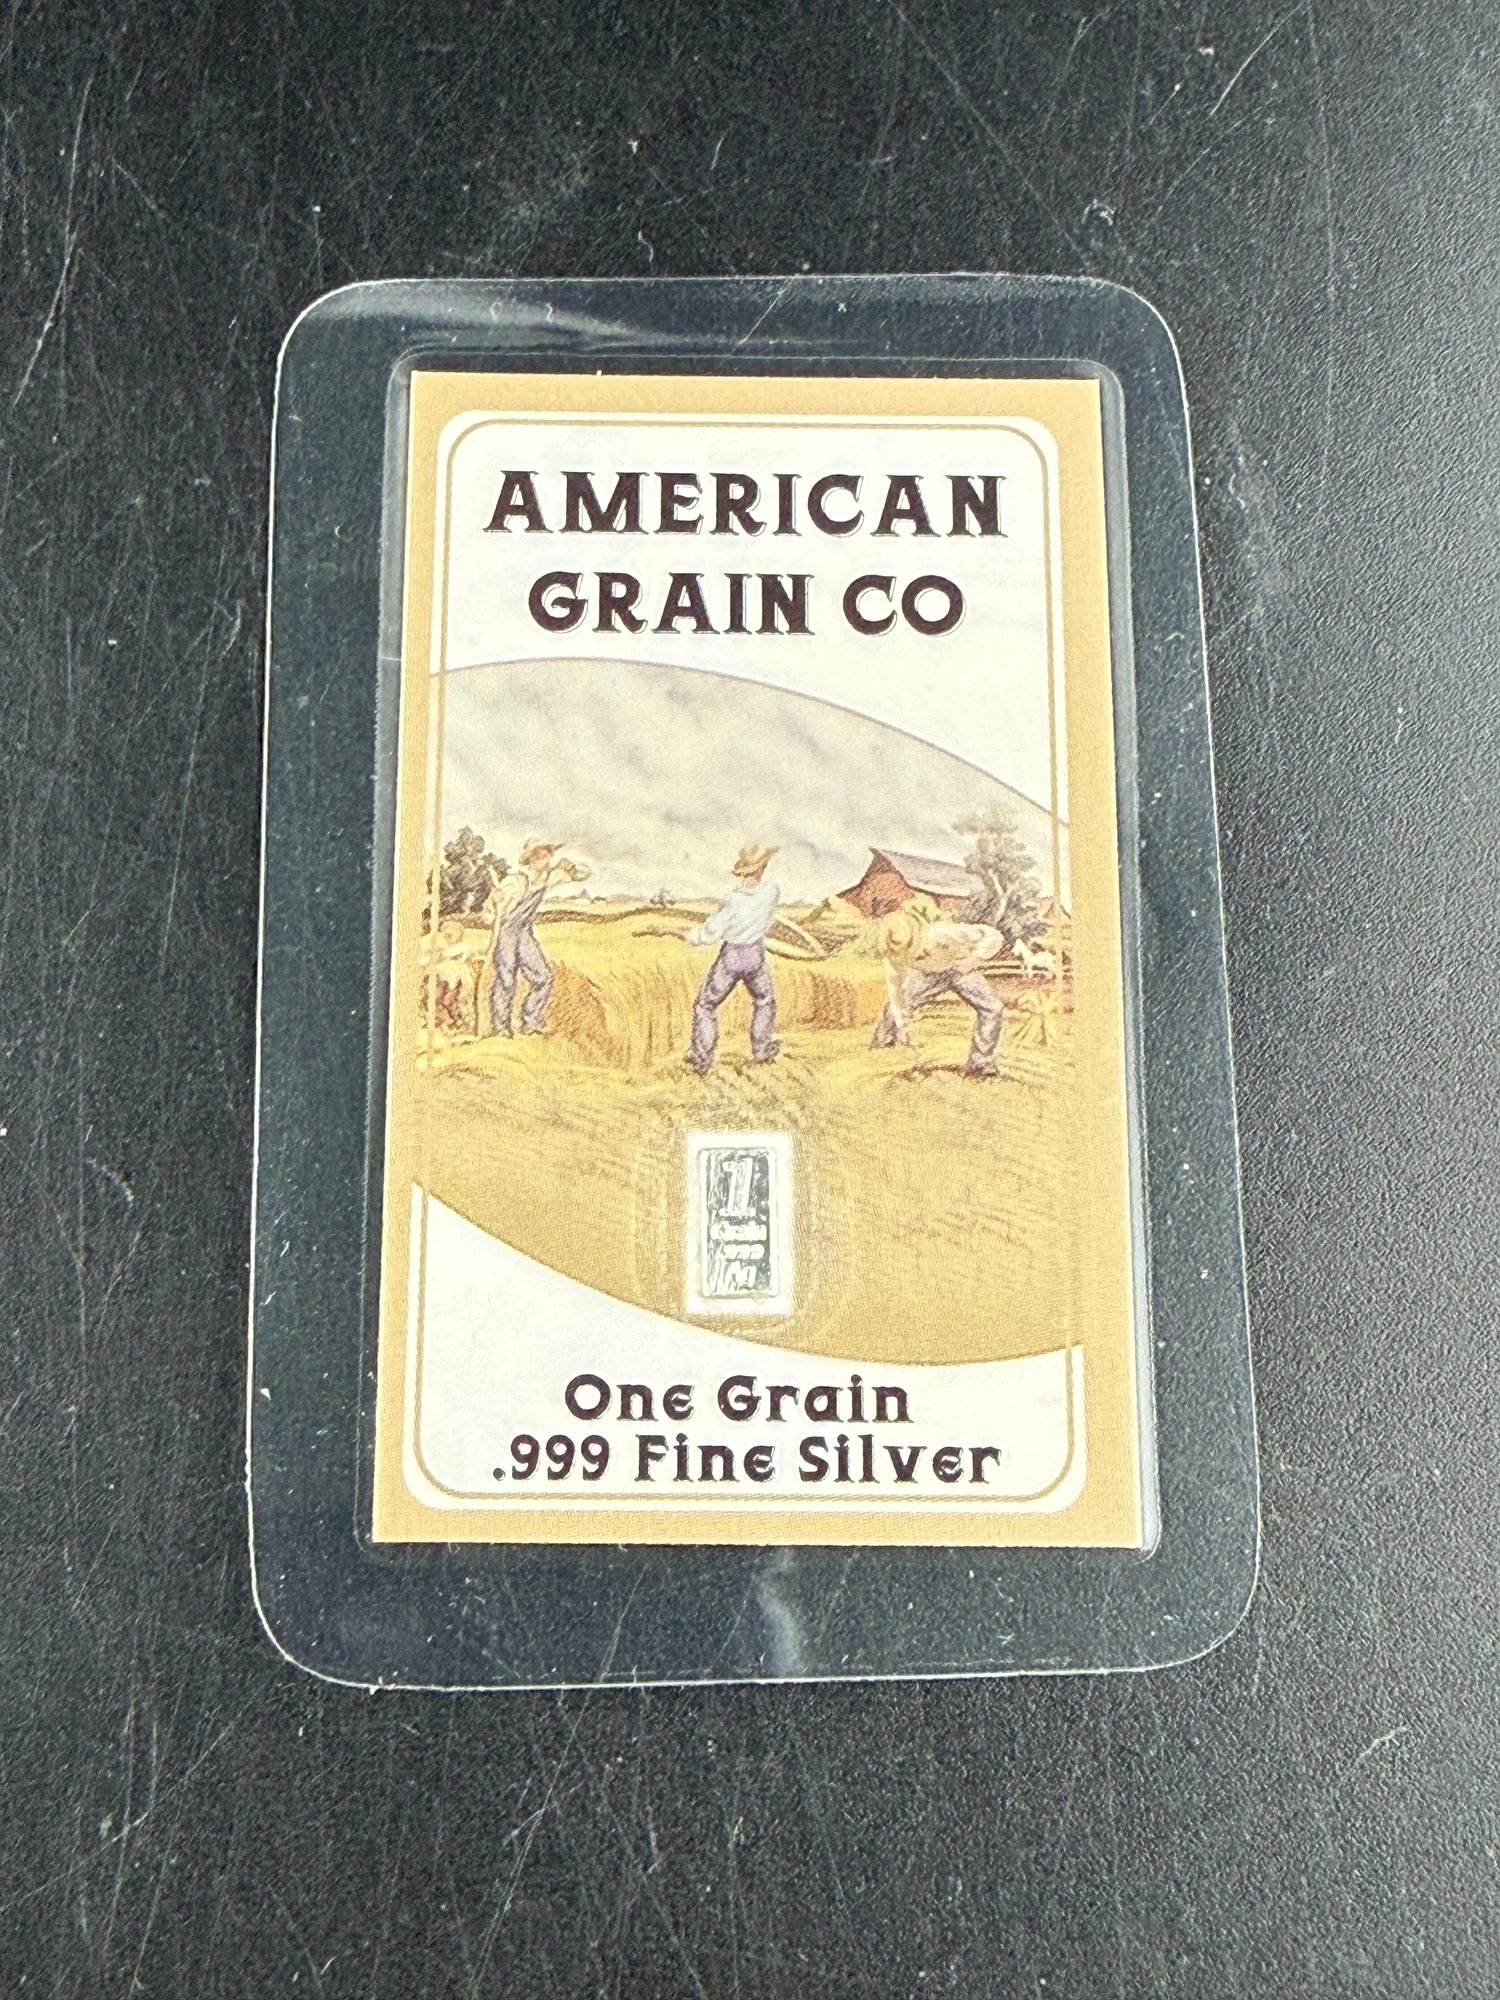 AMERICAN
GRAIN CO
1
One Grain
.999 Fine Silver